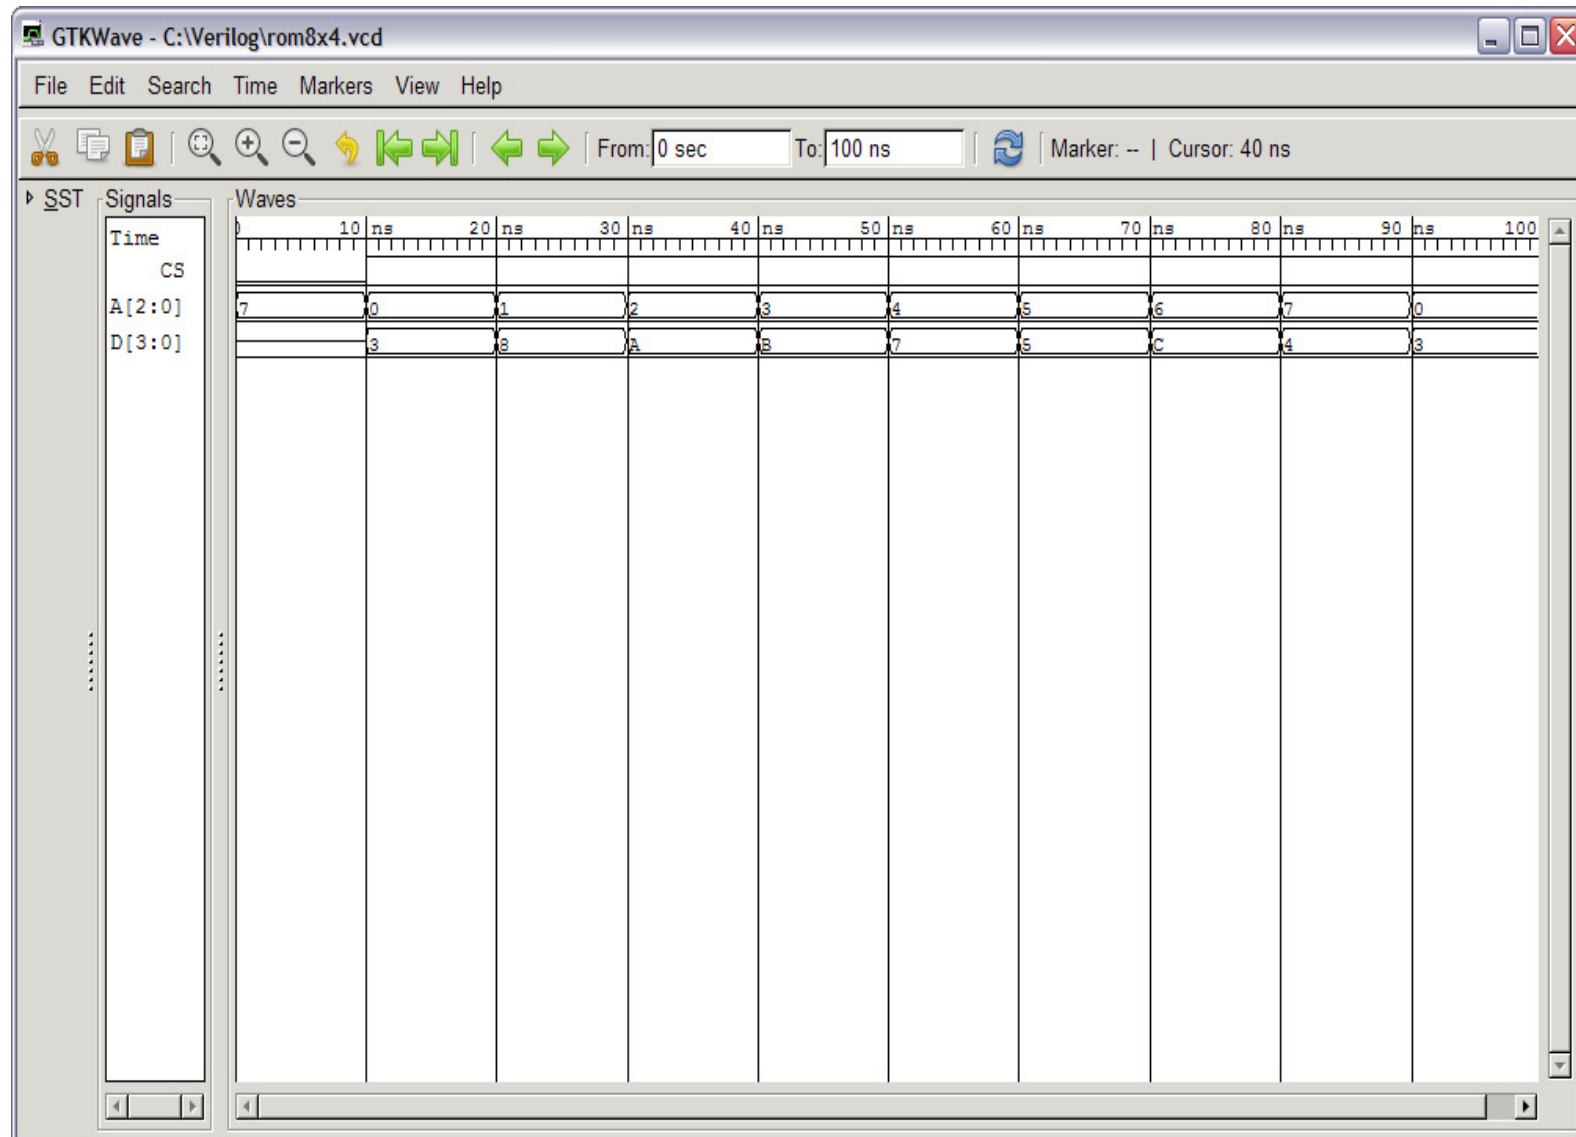 GTKWave - C:\Verilog\rom8x4.vcd
File Edit Search Time Markers View Help
From: 0 sec To: 100 ns Marker: -- | Cursor: 40 ns
SST Signals Waves
Time 0 10 ns 20 ns 30 ns 40 ns 50 ns 60 ns 70 ns 80 ns 90 ns 100
CS
A[2:0] 7 0 1 2 3 4 5 6 7 0
D[3:0] 3 8 A B 7 5 C 4 3